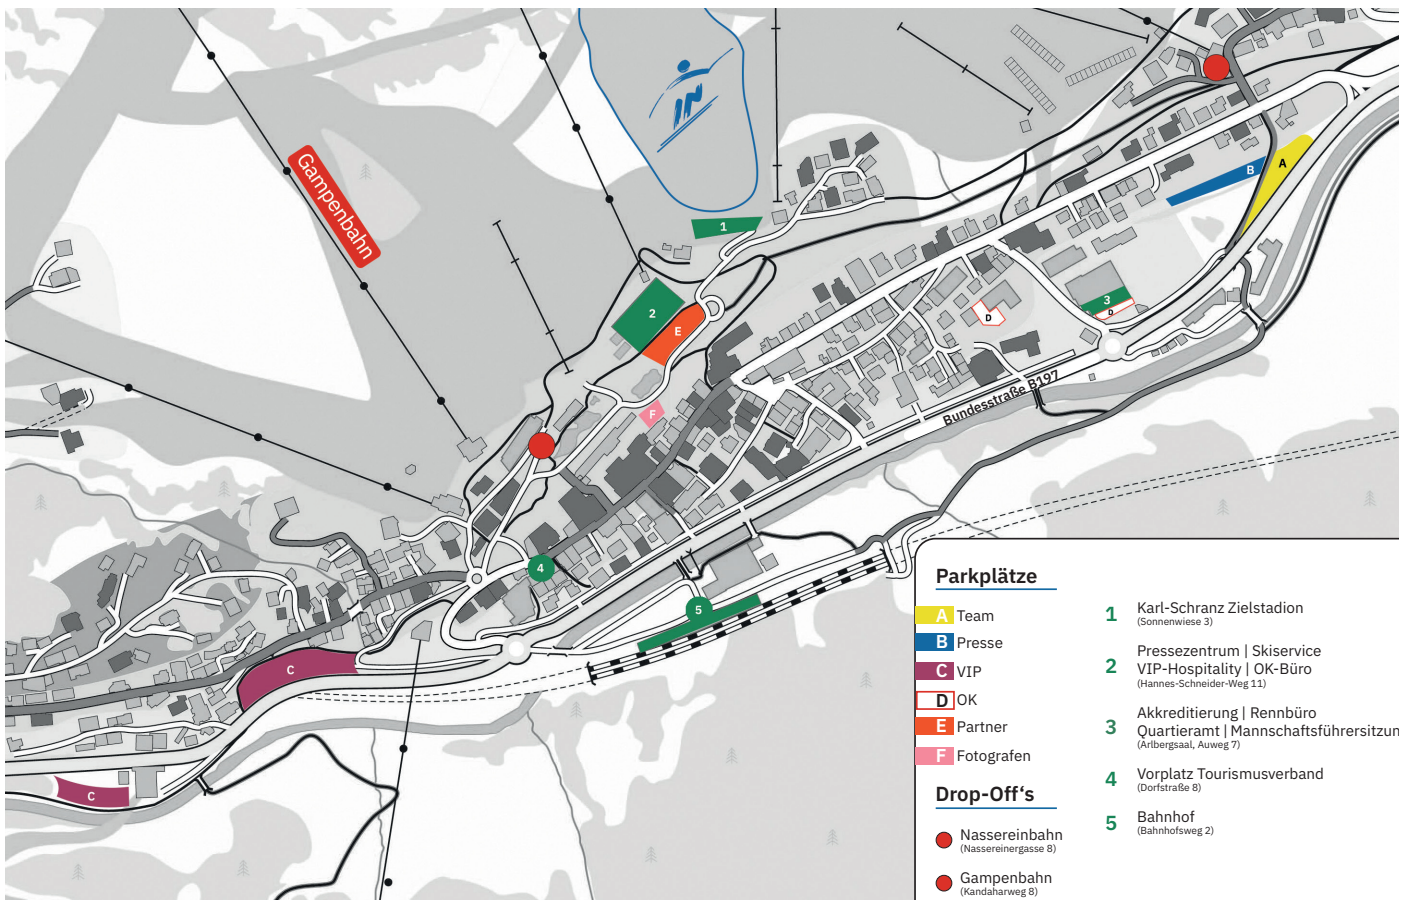 IN
Gampenbahn
1
2
E
F
A
B
3
D
D
Bundesstraße B197
4
5
C
C
Parkplätze
A Team
B Presse
C VIP
D OK
E Partner
F Fotografen
Drop-Off‘s
Nassereinbahn
(Nassereinergasse 8)
Gampenbahn
(Kandaharweg 8)
1 Karl-Schranz Zielstadion
(Sonnenwiese 3)
2 Pressezentrum | Skiservice
VIP-Hospitality | OK-Büro
(Hannes-Schneider-Weg 11)
3 Akkreditierung | Rennbüro
Quartieramt | Mannschaftsführersitzun
(Arlbergsaal, Auweg 7)
4 Vorplatz Tourismusverband
(Dorfstraße 8)
5 Bahnhof
(Bahnhofsweg 2)